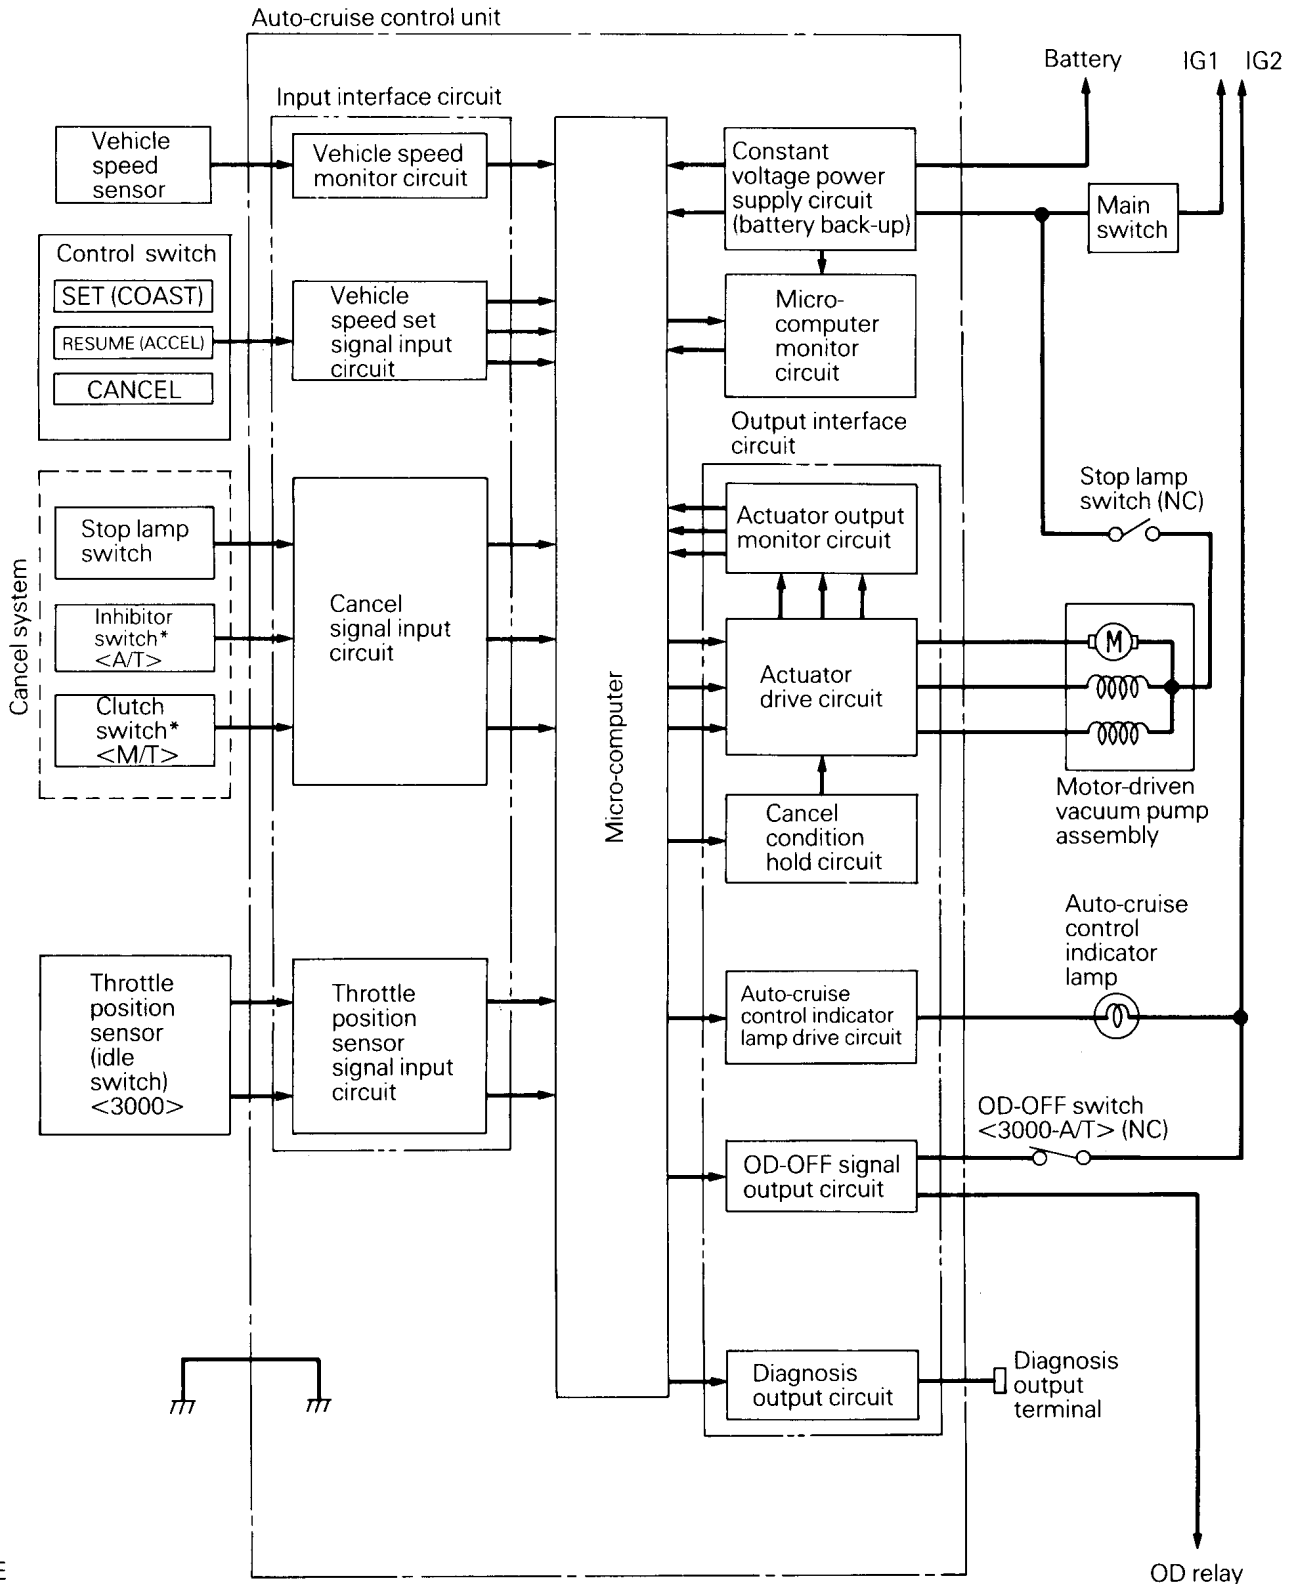 Auto-cruise control unit
Battery
IG1
IG2
Input interface circuit
Vehicle
speed
sensor
Vehicle speed
monitor circuit
Constant
voltage power
supply circuit
(battery back-up)
Main
switch
Control switch
SET (COAST)
RESUME (ACCEL)
CANCEL
Vehicle
speed set
signal input
circuit
Micro-
computer
monitor
circuit
Output interface
circuit
Stop lamp
switch (NC)
Cancel system
Stop lamp
switch
Inhibitor
switch*
<A/T>
Clutch
switch*
<M/T>
Cancel
signal input
circuit
Micro-computer
Actuator output
monitor circuit
Actuator
drive circuit
M
Motor-driven
vacuum pump
assembly
Cancel
condition
hold circuit
Auto-cruise
control
indicator
lamp
Throttle
position
sensor
(idle
switch)
<3000>
Throttle
position
sensor
signal input
circuit
Auto-cruise
control indicator
lamp drive circuit
OD-OFF switch
<3000-A/T> (NC)
OD-OFF signal
output circuit
Diagnosis
output circuit
Diagnosis
output
terminal
OD relay
E